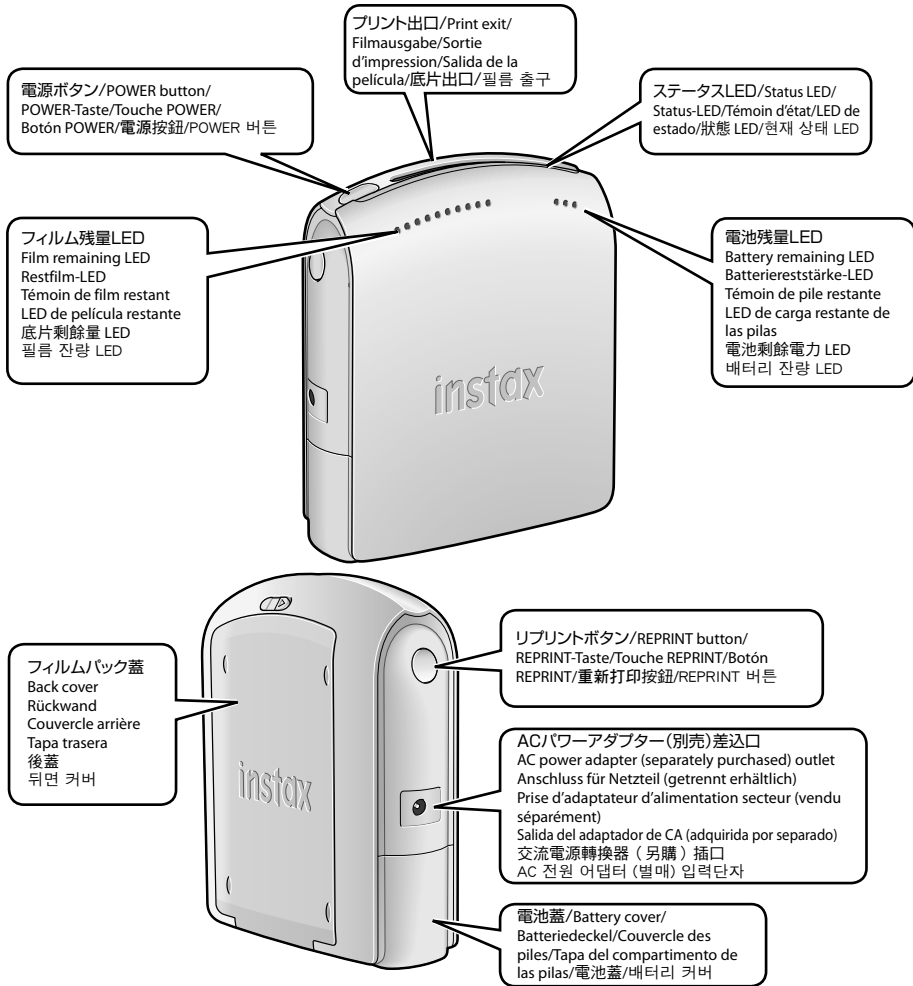 プリント出口/Print exit/
Filmausgabe/Sortie
d'impression/Salida de la
película/底片出口/필름 출구
電源ボタン/POWER button/
POWER-Taste/Touche POWER/
Botón POWER/電源按鈕/POWER 버튼
ステータスLED/Status LED/
Status-LED/Témoin d'état/LED de
estado/狀態 LED/현재 상태 LED
フィルム残量LED
Film remaining LED
Restfilm-LED
Témoin de film restant
LED de película restante
底片剩餘量 LED
필름 잔량 LED
電池残量LED
Battery remaining LED
Batteriereststärke-LED
Témoin de pile restante
LED de carga restante de
las pilas
電池剩餘電力 LED
배터리 잔량 LED
instax
フィルムパック蓋
Back cover
Rückwand
Couvercle arrière
Tapa trasera
後蓋
뒤면 커버
instax
リプリントボタン/REPRINT button/
REPRINT-Taste/Touche REPRINT/Botón
REPRINT/重新打印按鈕/REPRINT 버튼
ACパワーアダプター(別売)差込口
AC power adapter (separately purchased) outlet
Anschluss für Netzteil (getrennt erhältlich)
Prise d'adaptateur d'alimentation secteur (vendu
séparément)
Salida del adaptador de CA (adquirida por separado)
交流電源轉換器（另購）插口
AC 전원 어댑터 (별매) 입력단자
電池蓋/Battery cover/
Batteriedeckel/Couvercle des
piles/Tapa del compartimento de
las pilas/電池蓋/배터리 커버